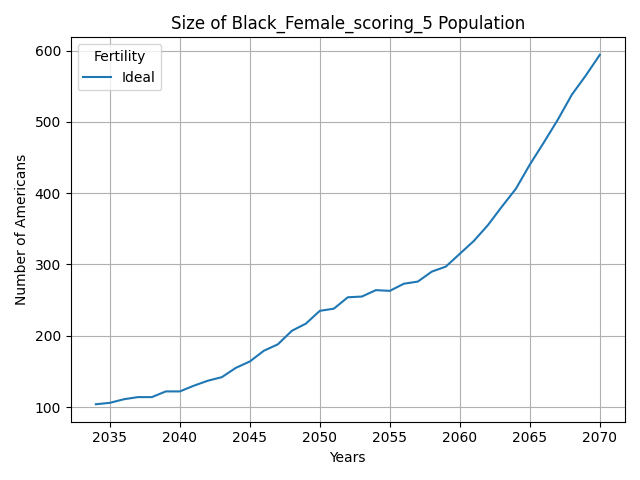 Size of Black_Female_scoring_5 Population
Fertility
Ideal
Number of Americans
600
500
400
300
200
100
2035 2040 2045 2050 2055 2060 2065 2070
Years